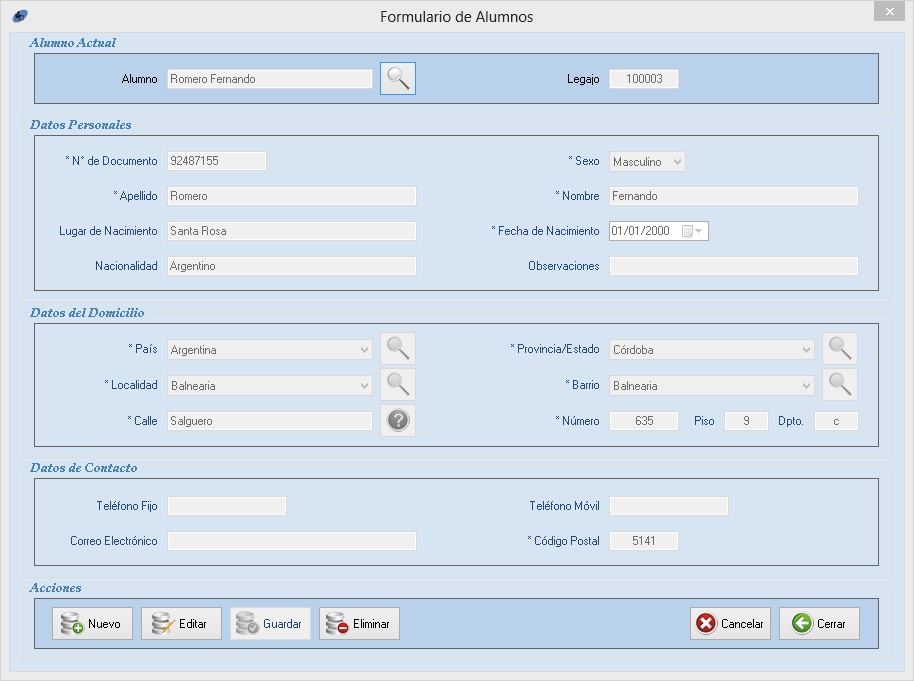 Formulario de Alumnos
Alumno Actual
Alumno Romero Fernando Legajo 100003
Datos Personales
* N° de Documento 92487155 * Sexo Masculino
* Apellido Romero * Nombre Fernando
Lugar de Nacimiento Santa Rosa * Fecha de Nacimiento 01/01/2000
Nacionalidad Argentino Observaciones
Datos del Domicilio
* País Argentina * Provincia/Estado Córdoba
* Localidad Balnearia * Barrio Balnearia
* Calle Salguero ? * Número 635 Piso 9 Dpto. c
Datos de Contacto
Teléfono Fijo Teléfono Móvil
Correo Electrónico * Código Postal 5141
Acciones
Nuevo Editar Guardar Eliminar Cancelar Cerrar